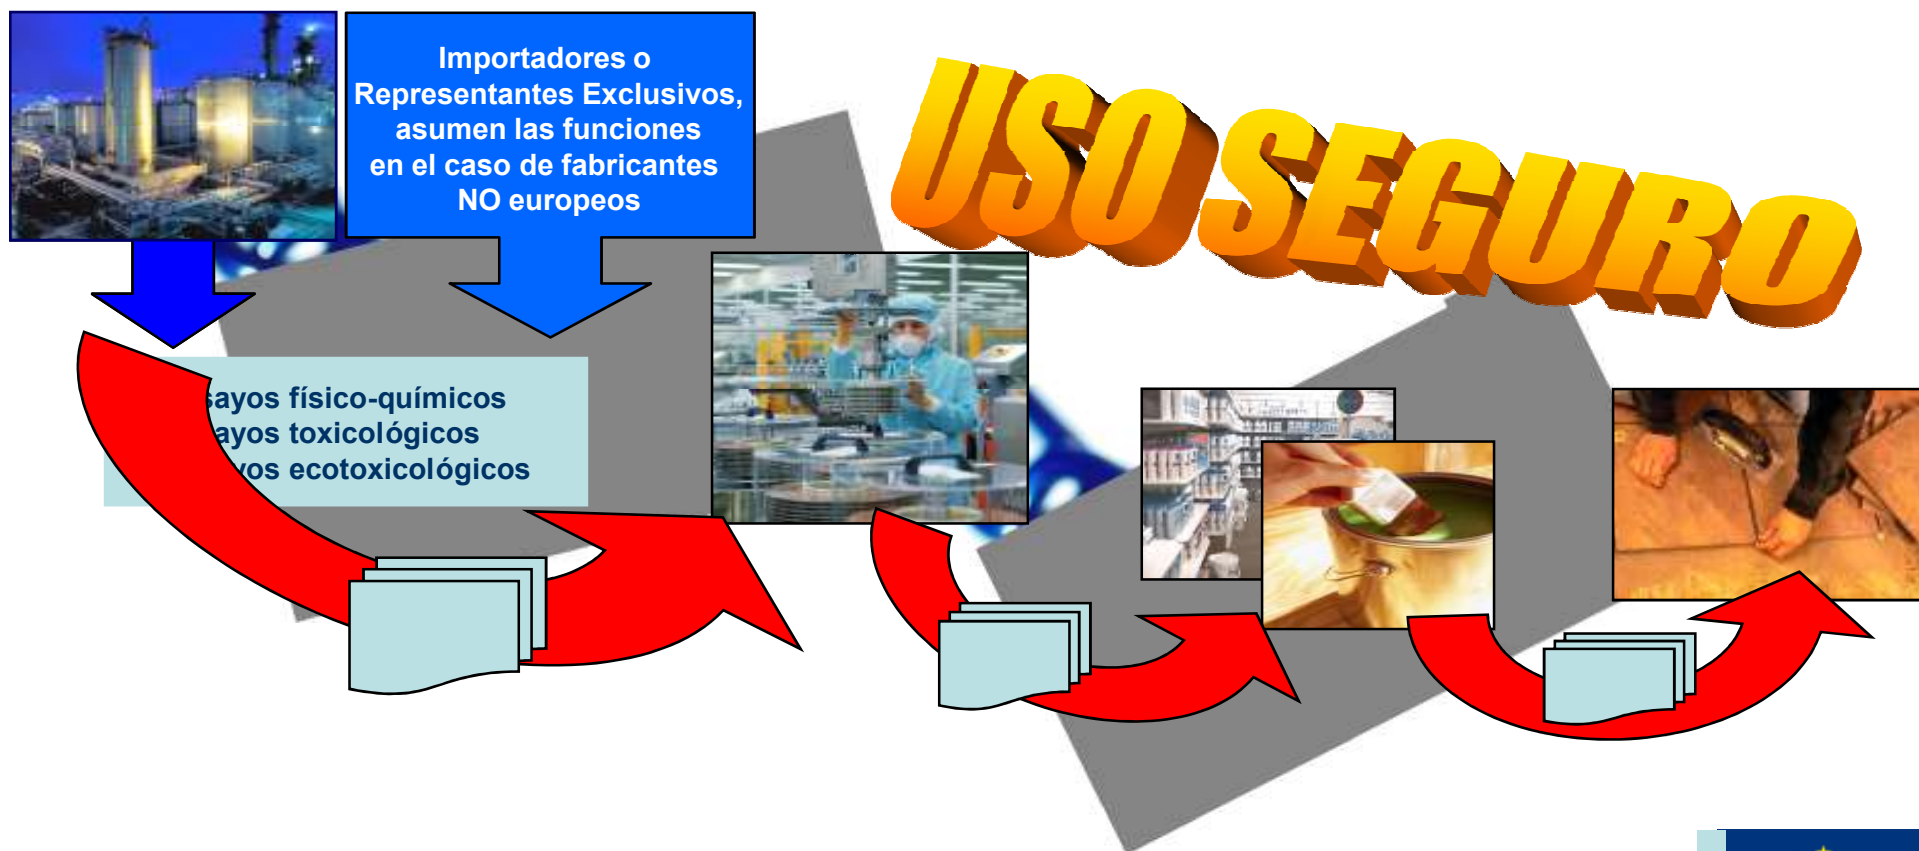 Importadores o
Representantes Exclusivos,
asumen las funciones
en el caso de fabricantes
NO europeos
USO SEGURO
sayos físico-químicos
ayos toxicológicos
vos ecotoxicológicos